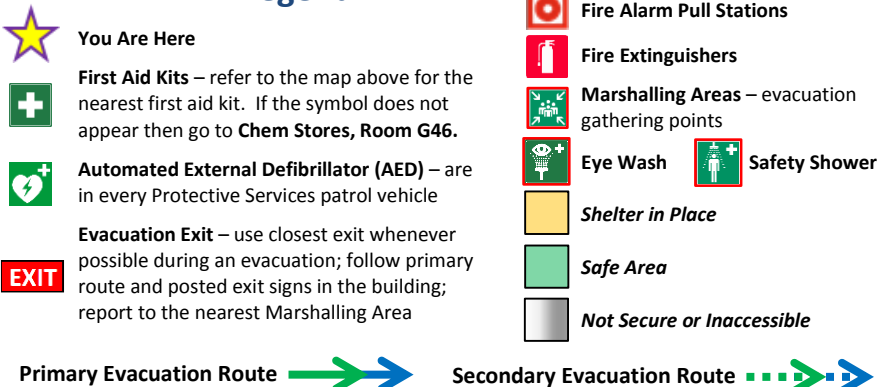 You Are Here
First Aid Kits – refer to the map above for the
nearest first aid kit. If the symbol does not
appear then go to Chem Stores, Room G46.
Automated External Defibrillator (AED) – are
in every Protective Services patrol vehicle
EXIT
Evacuation Exit – use closest exit whenever
possible during an evacuation; follow primary
route and posted exit signs in the building;
report to the nearest Marshalling Area
Fire Alarm Pull Stations
Fire Extinguishers
Marshalling Areas – evacuation
gathering points
Eye Wash
Safety Shower
Shelter in Place
Safe Area
Not Secure or Inaccessible
Primary Evacuation Route
Secondary Evacuation Route